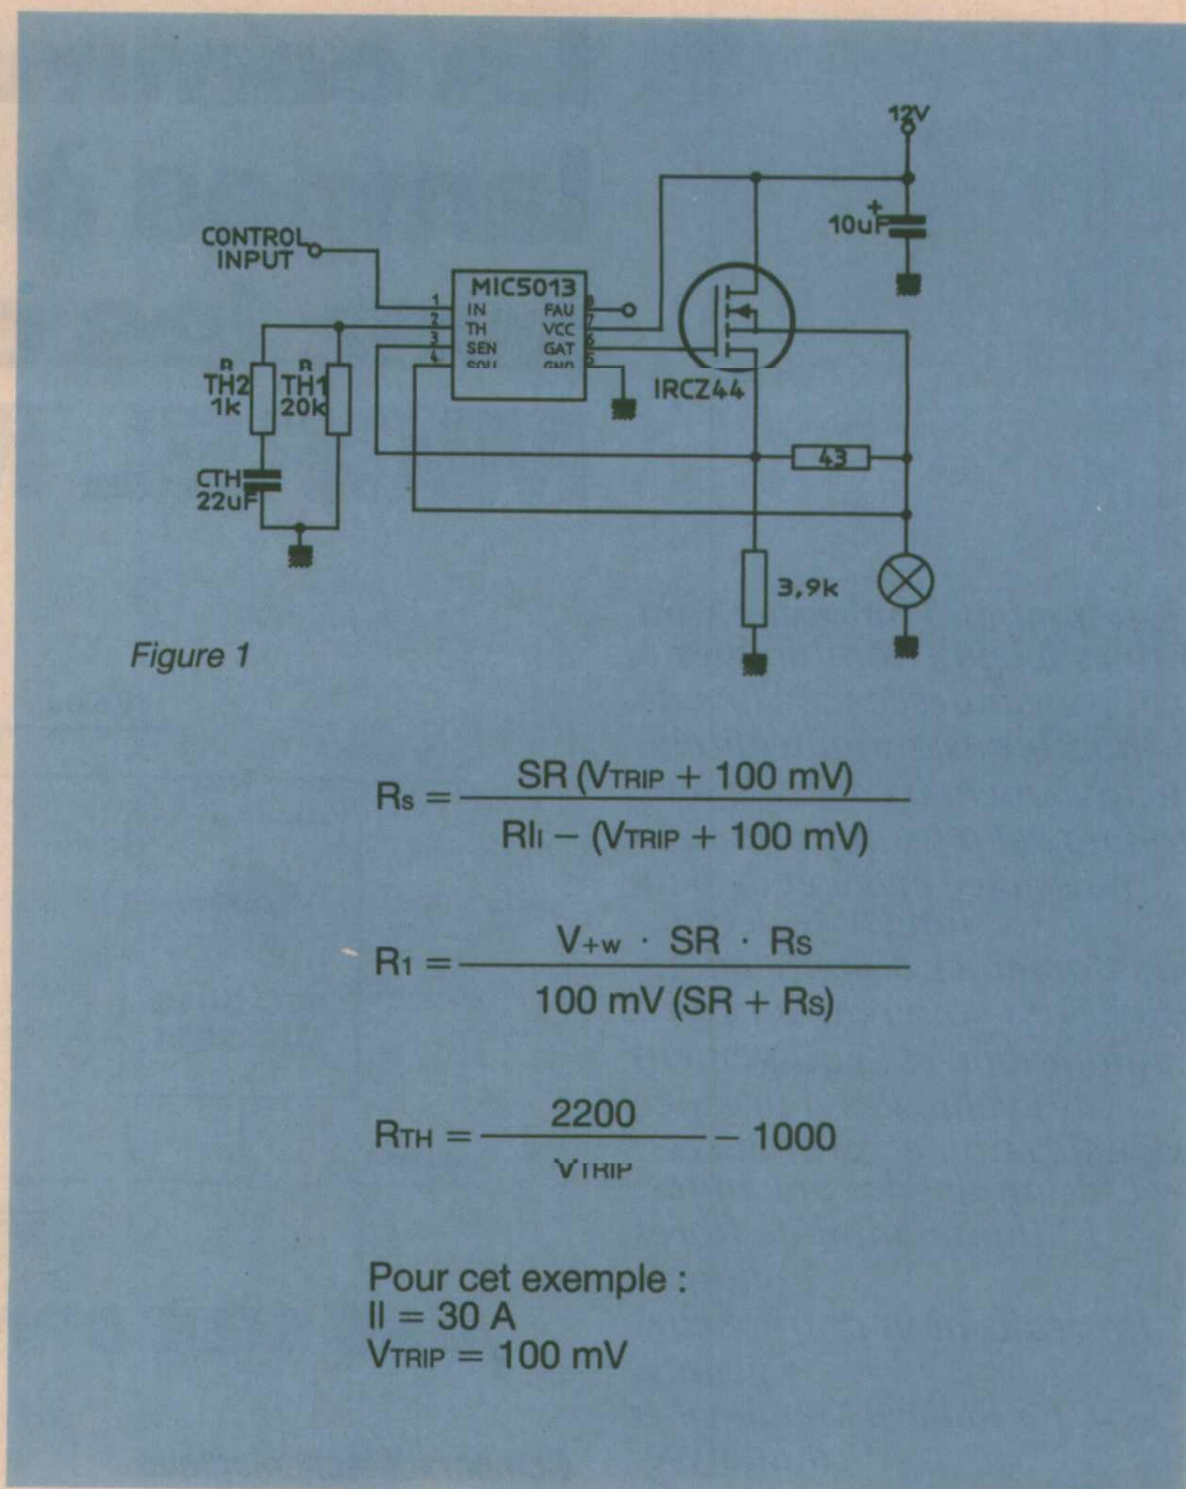 12V
+
10uF
CONTROL
INPUT
MIC5013
1 IN FAU 8
2 TH VCC 7
3 SEN GAT 6
4 SOU GND 5
IRCZ44
R R
TH2 TH1
1k 20k
43
CTH
22uF
3,9k
Figure 1
Rs = SR (VTRIP + 100 mV)
RIl − (VTRIP + 100 mV)
R1 = V+w · SR · Rs
100 mV (SR + Rs)
RTH = 2200 − 1000
VTRIP
Pour cet exemple :
Il = 30 A
VTRIP = 100 mV